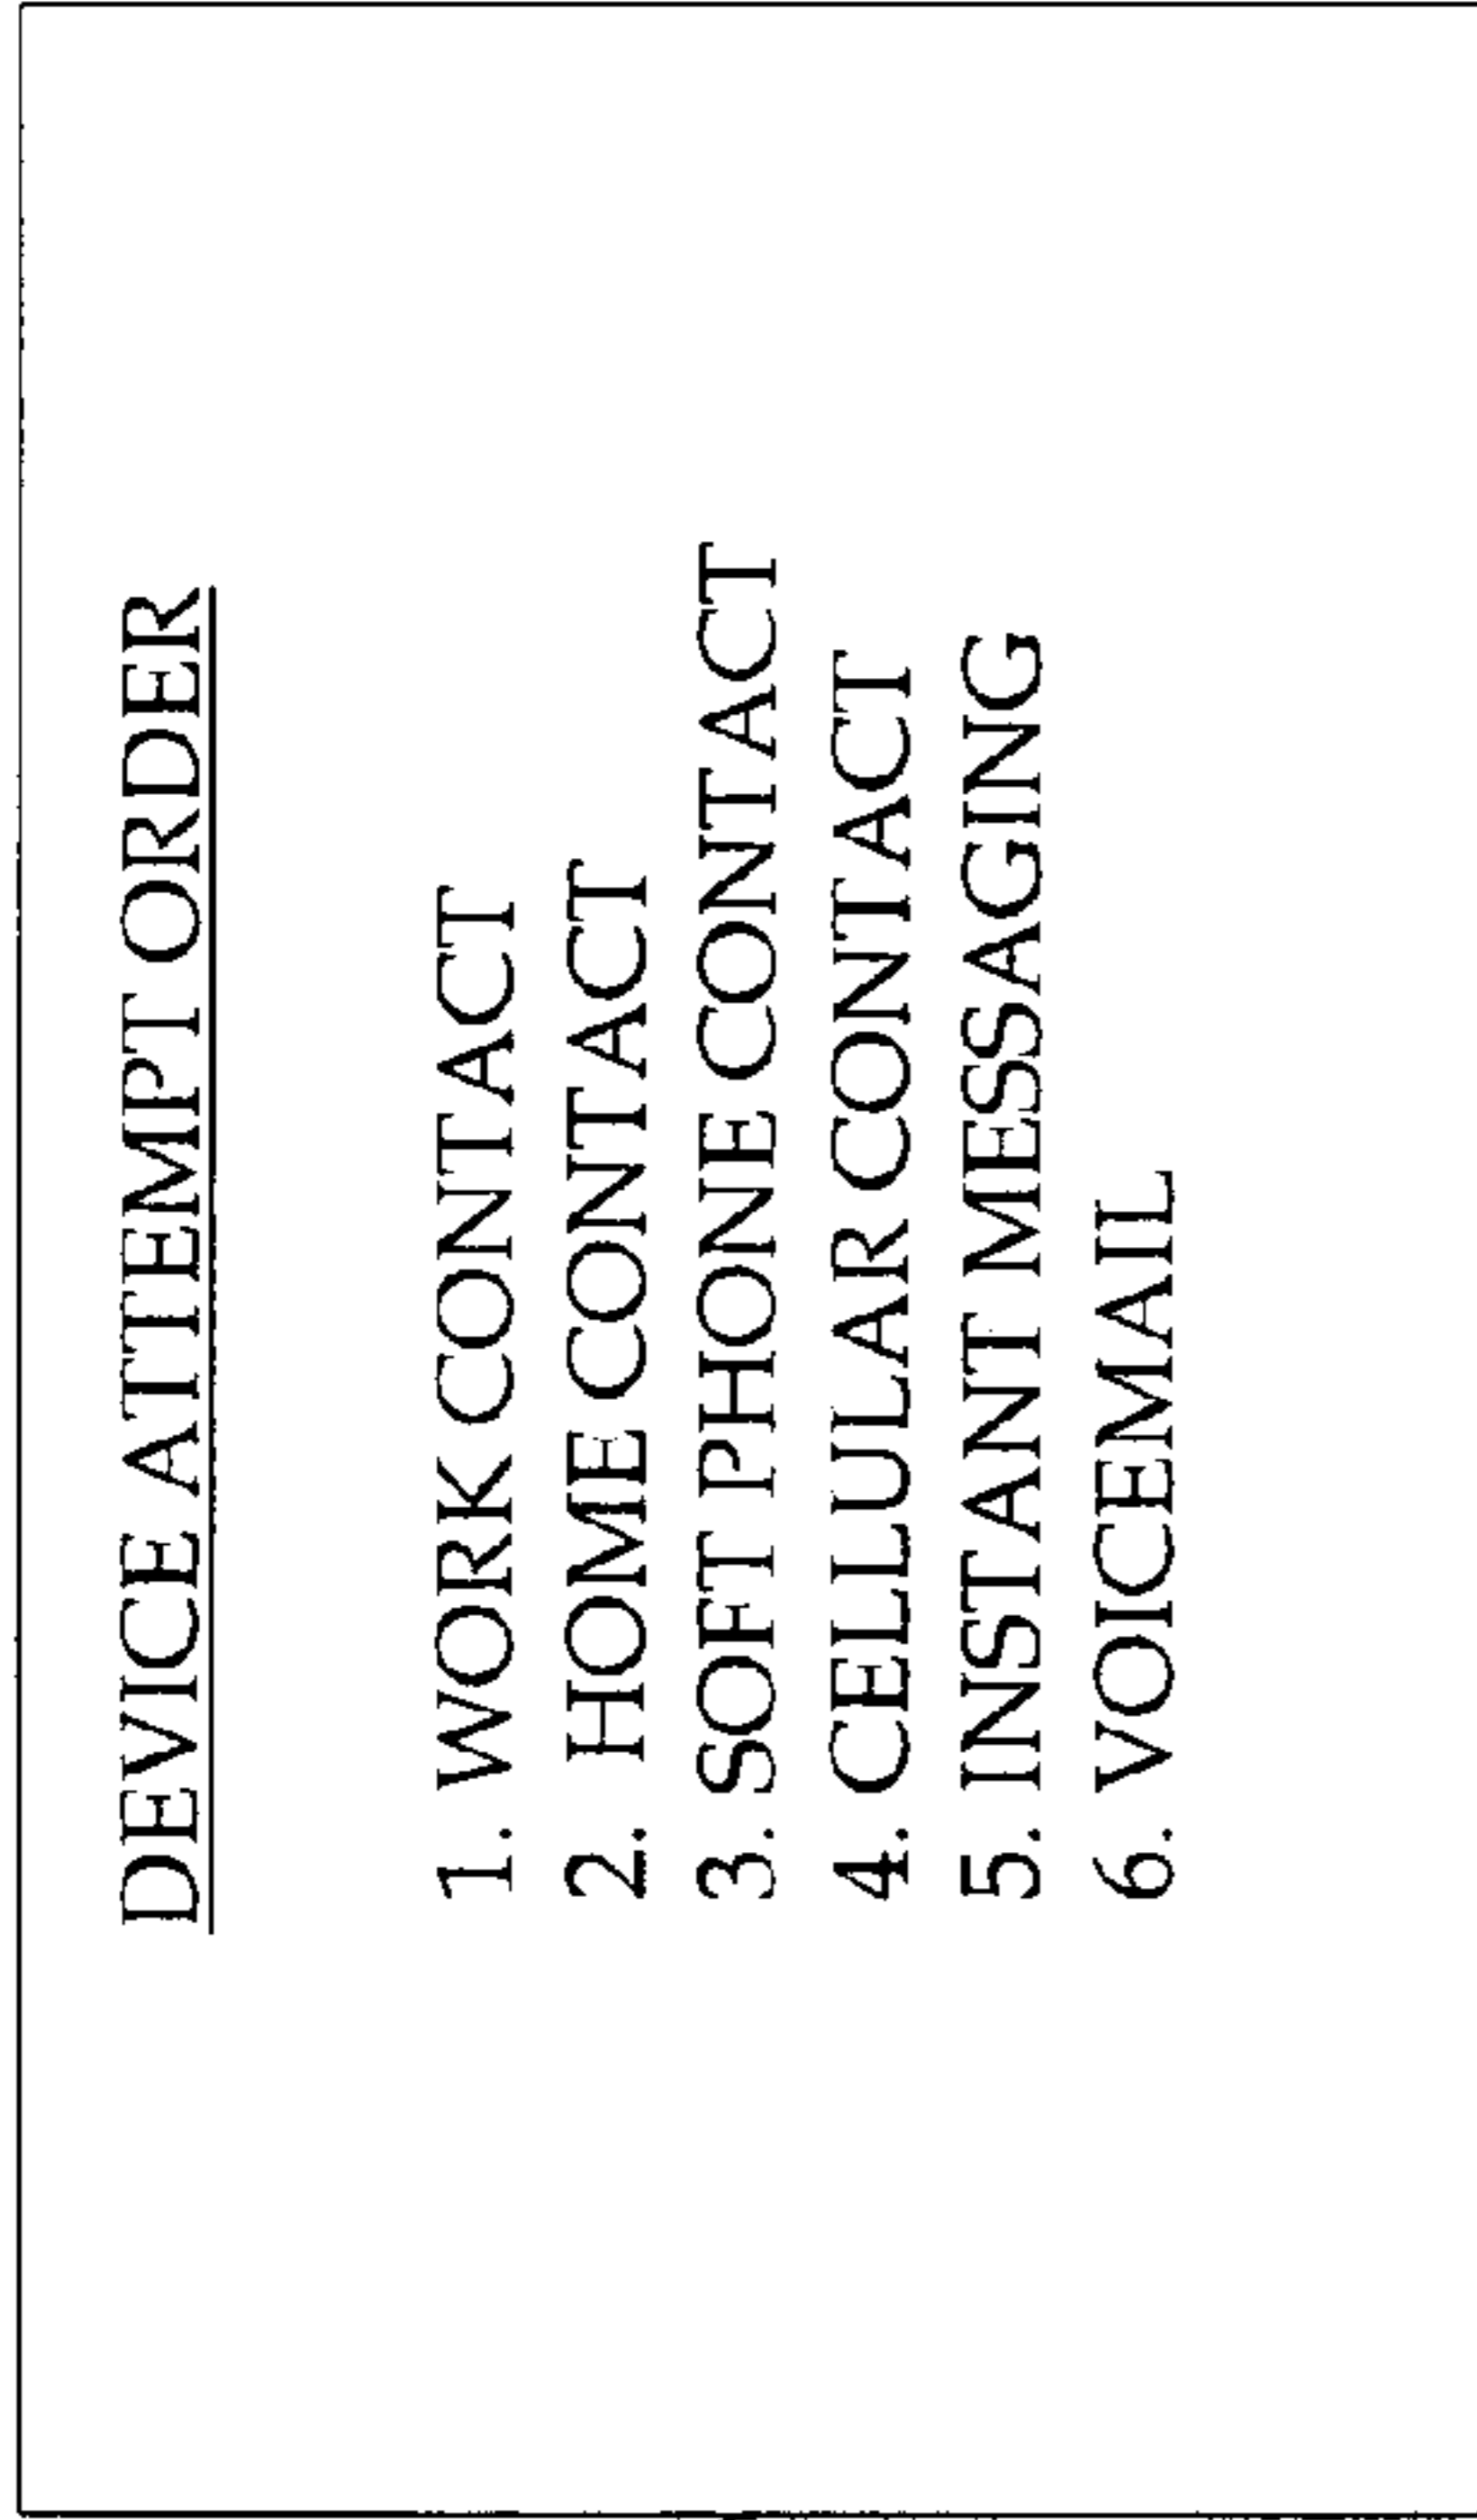 DEVICE ATTEMPT ORDER
1. WORK CONTACT
2. HOME CONTACT
3. SOFT PHONE CONTACT
4. CELLULAR CONTACT
5. INSTANT MESSAGING
6. VOICEMAIL